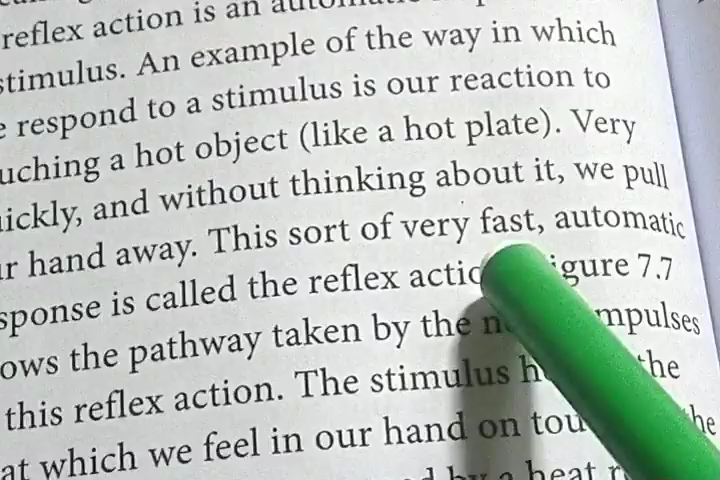 reflex action is an
stimulus. An example of the way in which
respond to a stimulus is our reaction to
uching a hot object (like a hot plate). Very
ickly, and without thinking about it, we pull
r hand away. This sort of very fast, automatic
sponse is called the reflex actio igure 7.7
ows the pathway taken by the n mpulses
this reflex action. The stimulus h the
at which we feel in our hand on tou the
by a heat r